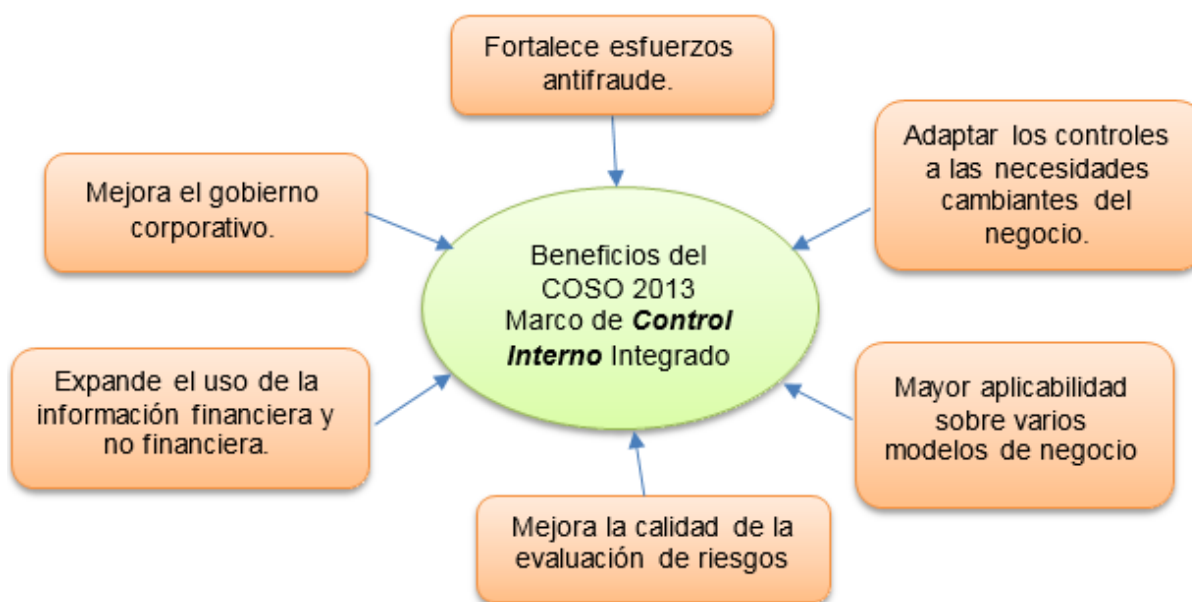 Fortalece esfuerzos
antifraude.
Adaptar los controles
a las necesidades
cambiantes del
negocio.
Mejora el gobierno
corporativo.
Beneficios del
COSO 2013
Marco de Control
Interno Integrado
Expande el uso de la
información financiera y
no financiera.
Mayor aplicabilidad
sobre varios
modelos de negocio
Mejora la calidad de la
evaluación de riesgos